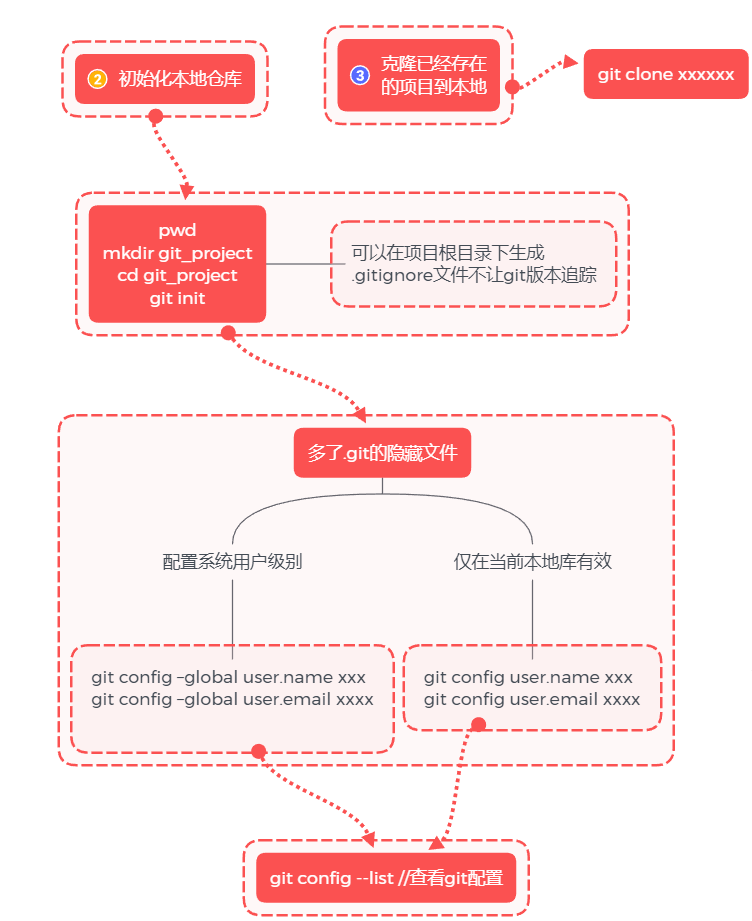 2 初始化本地仓库
3 克隆已经存在
的项目到本地
git clone xxxxxx
pwd
mkdir git_project
cd git_project
git init
可以在项目根目录下生成
.gitignore文件不让git版本追踪
多了.git的隐藏文件
配置系统用户级别
仅在当前本地库有效
git config –global user.name xxx
git config –global user.email xxxx
git config user.name xxx
git config user.email xxxx
git config --list //查看git配置